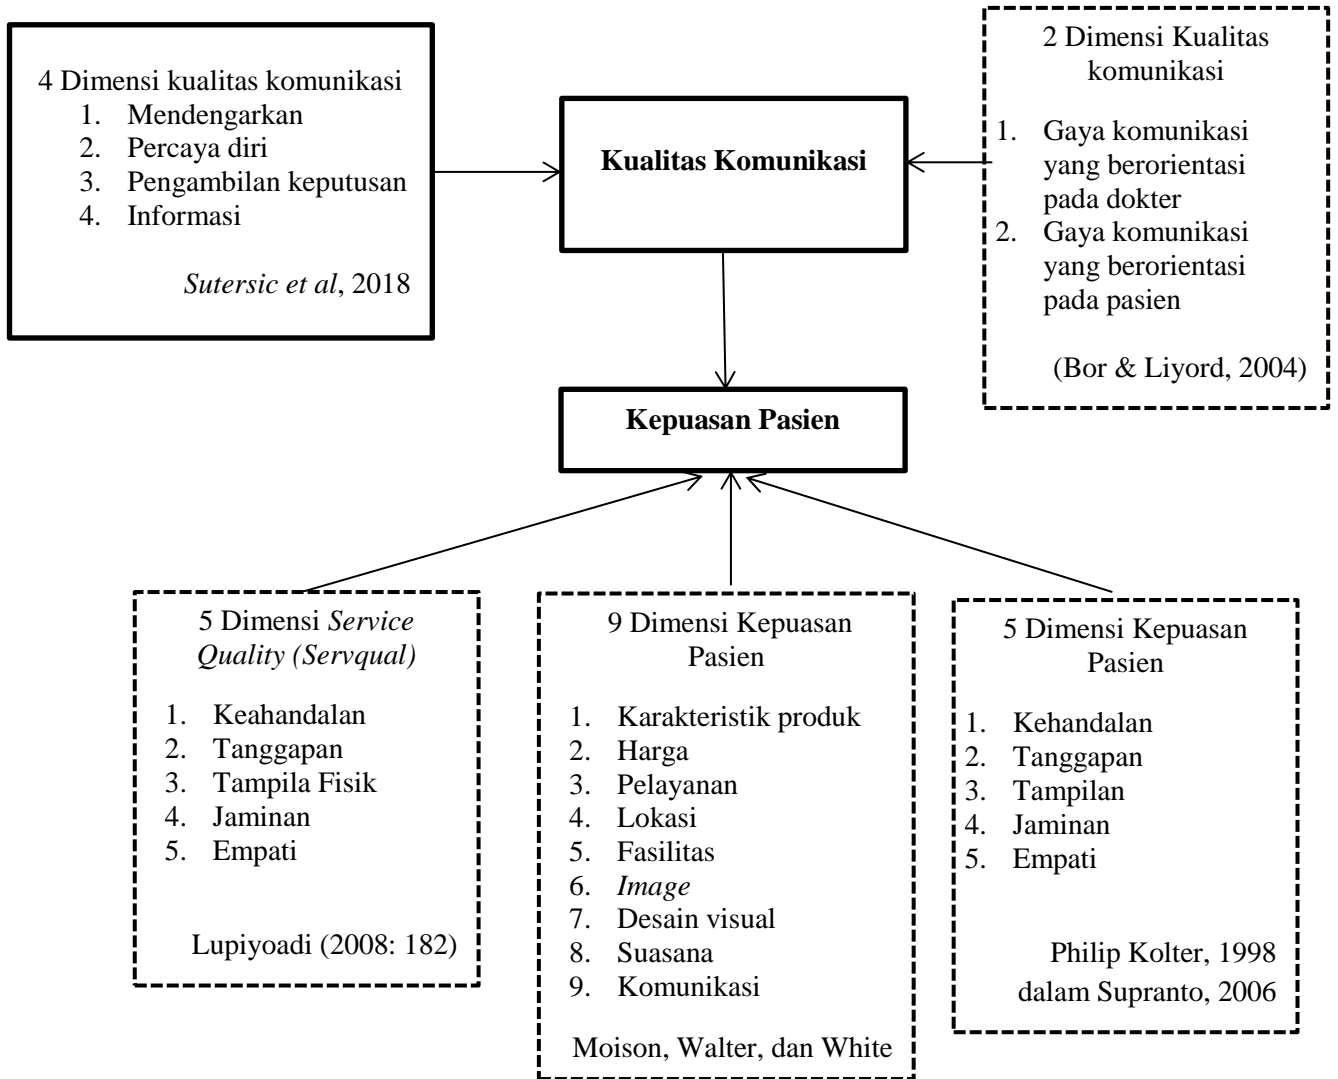 4 Dimensi kualitas komunikasi
1. Mendengarkan
2. Percaya diri
3. Pengambilan keputusan
4. Informasi
Sutersic et al, 2018
Kualitas Komunikasi
2 Dimensi Kualitas
komunikasi
1. Gaya komunikasi
yang berorientasi
pada dokter
2. Gaya komunikasi
yang berorientasi
pada pasien
(Bor & Liyord, 2004)
Kepuasan Pasien
5 Dimensi Service
Quality (Servqual)
1. Keahandalan
2. Tanggapan
3. Tampila Fisik
4. Jaminan
5. Empati
Lupiyoadi (2008: 182)
9 Dimensi Kepuasan
Pasien
1. Karakteristik produk
2. Harga
3. Pelayanan
4. Lokasi
5. Fasilitas
6. Image
7. Desain visual
8. Suasana
9. Komunikasi
Moison, Walter, dan White
5 Dimensi Kepuasan
Pasien
1. Kehandalan
2. Tanggapan
3. Tampilan
4. Jaminan
5. Empati
Philip Kolter, 1998
dalam Supranto, 2006